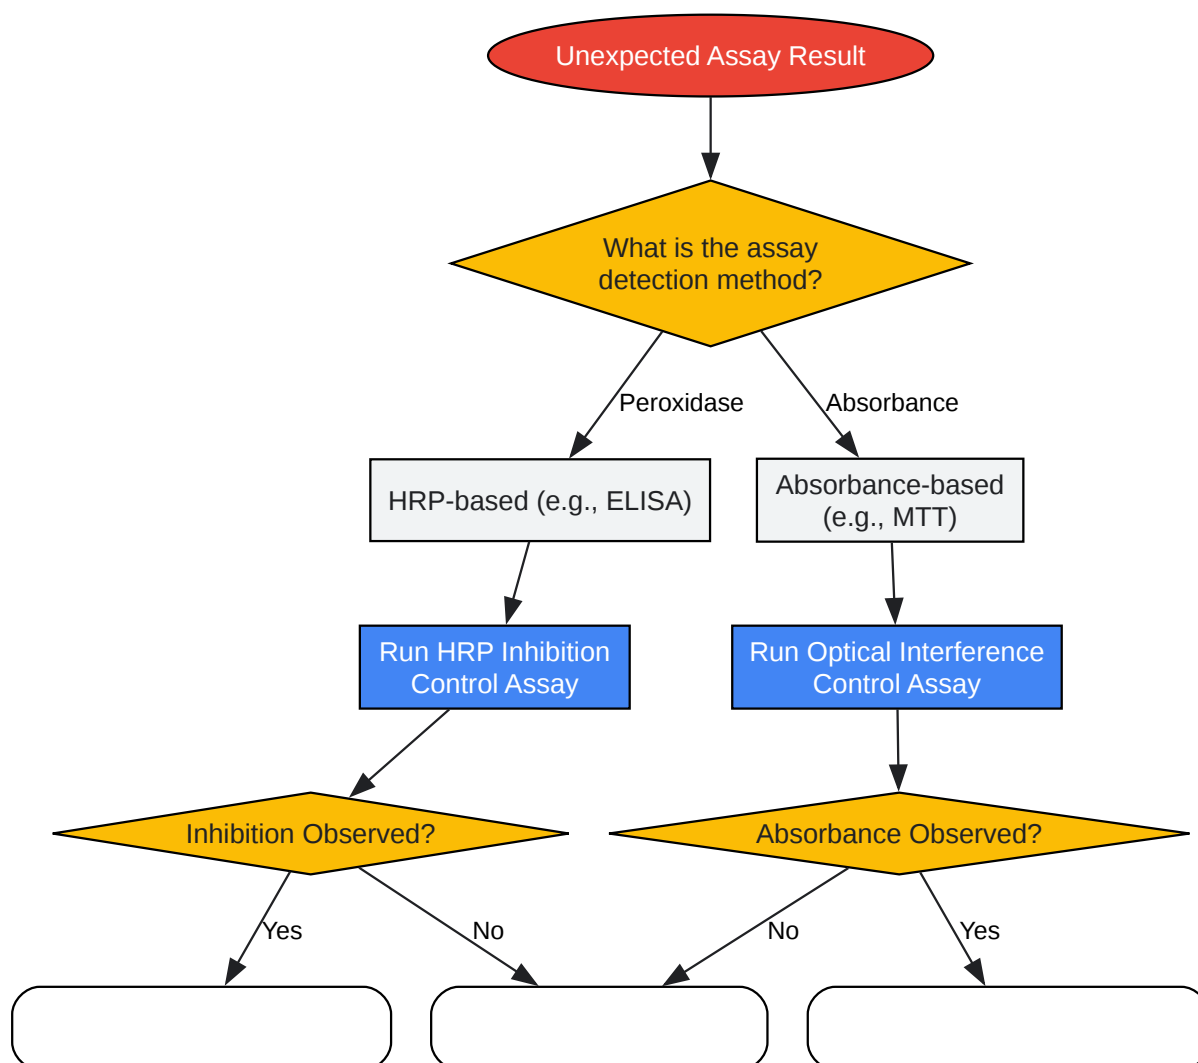 Unexpected Assay Result
What is the assay
detection method?
Peroxidase
Absorbance
HRP-based (e.g., ELISA)
Absorbance-based
(e.g., MTT)
Run HRP Inhibition
Control Assay
Run Optical Interference
Control Assay
Inhibition Observed?
Absorbance Observed?
Yes
No
No
Yes